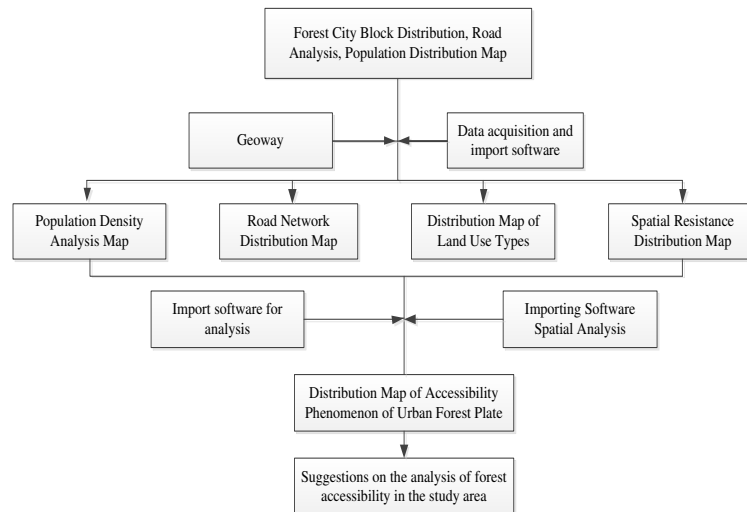 Forest City Block Distribution, Road
Analysis, Population Distribution Map
Geoway
Data acquisition and
import software
Population Density
Analysis Map
Road Network
Distribution Map
Distribution Map of
Land Use Types
Spatial Resistance
Distribution Map
Import software for
analysis
Importing Software
Spatial Analysis
Distribution Map of Accessibility
Phenomenon of Urban Forest Plate
Suggestions on the analysis of forest
accessibility in the study area